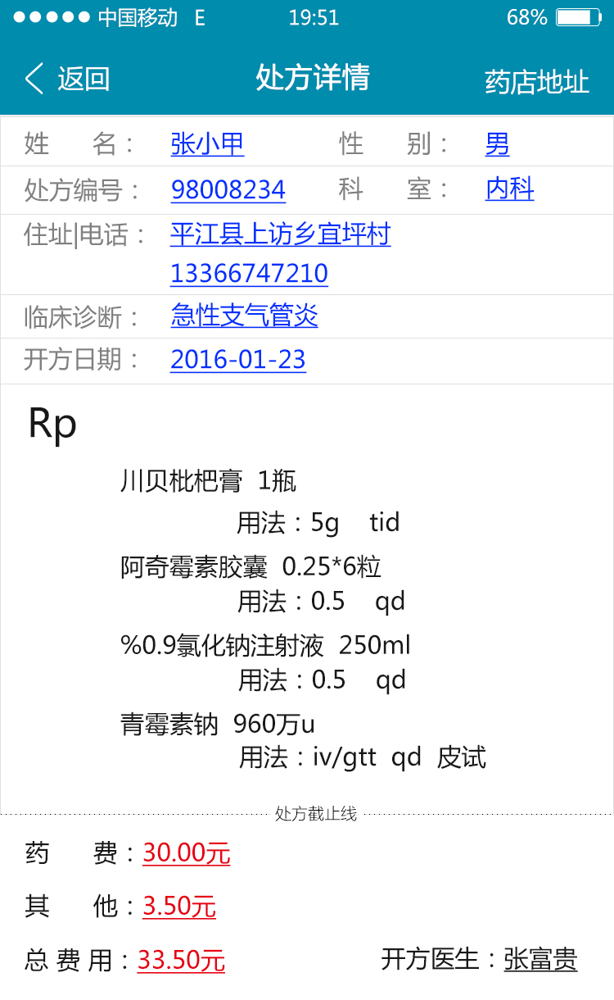 中国移动 E 19:51 68%
返回 处方详情 药店地址
姓 名： 张小甲 性 别： 男
处方编号： 98008234 科 室： 内科
住址|电话： 平江县上访乡宜坪村
13366747210
临床诊断： 急性支气管炎
开方日期： 2016-01-23
Rp
川贝枇杷膏 1瓶
用法：5g tid
阿奇霉素胶囊 0.25*6粒
用法：0.5 qd
%0.9氯化钠注射液 250ml
用法：0.5 qd
青霉素钠 960万u
用法：iv/gtt qd 皮试
处方截止线
药 费：30.00元
其 他：3.50元
总 费 用：33.50元 开方医生：张富贵